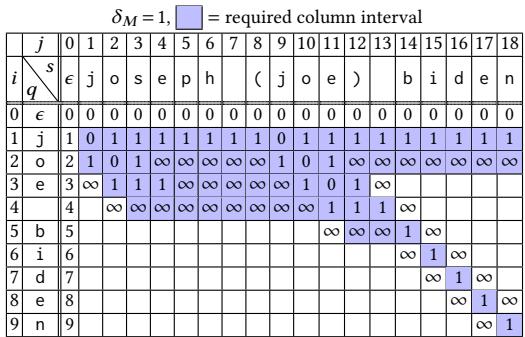 δM = 1, = required column interval
j 0 1 2 3 4 5 6 7 8 9 10 11 12 13 14 15 16 17 18
i q s ϵ j o s e p h ( j o e ) b i d e n
0 ϵ 0 0 0 0 0 0 0 0 0 0 0 0 0 0 0 0 0 0 0
1 j 1 0 1 1 1 1 1 1 1 0 1 1 1 1 1 1 1 1 1
2 o 2 1 0 1 ∞ ∞ ∞ ∞ ∞ 1 0 1 ∞ ∞ ∞ ∞ ∞ ∞ ∞
3 e 3 ∞ 1 1 1 ∞ ∞ ∞ ∞ ∞ 1 0 1 ∞
4 4 ∞ ∞ ∞ ∞ ∞ ∞ ∞ ∞ ∞ 1 1 1 ∞
5 b 5 ∞ ∞ ∞ 1 ∞
6 i 6 ∞ 1 ∞
7 d 7 ∞ 1 ∞
8 e 8 ∞ 1 ∞
9 n 9 ∞ 1